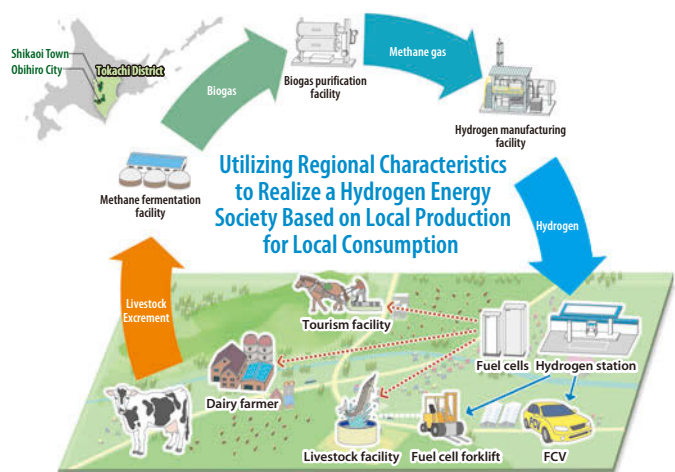 Shikaoi Town
Obihiro City
Tokachi District
Biogas
Biogas purification
facility
Methane gas
Hydrogen manufacturing
facility
Methane fermentation
facility
Utilizing Regional Characteristics
to Realize a Hydrogen Energy
Society Based on Local Production
for Local Consumption
Hydrogen
Livestock
Excrement
Tourism facility
Fuel cells
Hydrogen station
Dairy farmer
Livestock facility
Fuel cell forklift
FCV
FCV